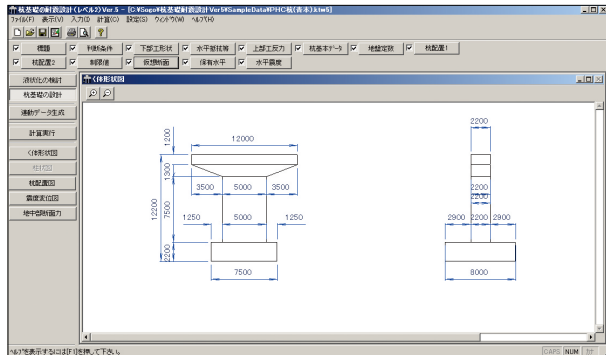 杭基礎の耐震設計(レベル2) Ver 5 - [C:¥Sogo¥杭基礎耐震設計Ver5¥SampleData¥PHC杭(杳本).ktw5]
ファイル(F) 表示(V) 入力(D) 計算(C) 設定(S) ウィンドウ(W) ヘルプ(H)
標題 判断条件 下部工形状 水平抵抗等 上部工反力 杭基本データ 地盤定数 杭配置1
杭配置2 制限値 仮想断面 保有水平 水平震度
液状化の検討
杭基礎の設計
連動データ生成
計算実行
く体形状図
柱状図
杭配置図
震度変位図
地中部断面力
く体形状図
1200
12000
1300
3500 5000 3500
12200
7500
1250 5000 1250
2200
7500
2200
2200
2200
2900 2200 2900
8000
ヘルプを表示するには[F1]を押して下さい。
CAPS NUM カナ